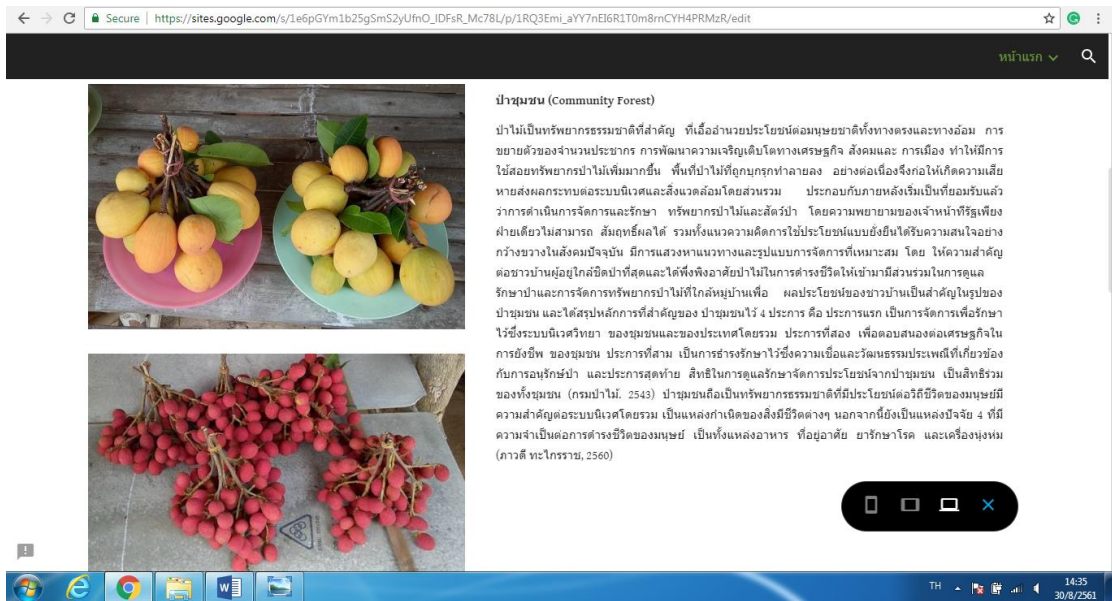 Secure
https://sites.google.com/s/1e6pGYm1b25gSmS2yUfnO_IDFsR_Mc78L/p/1RQ3Emi_aYY7nEI6R1T0m8rnCYH4PRMzR/edit
หน้าแรก
ป่าชุมชน (Community Forest)
ป่าไม้เป็นทรัพยากรธรรมชาติที่สำคัญ ที่เอื้ออำนวยประโยชน์ต่อมนุษยชาติทั้งทางตรงและทางอ้อม การ
ขยายตัวของจำนวนประชากร การพัฒนาความเจริญเติบโตทางเศรษฐกิจ สังคมและ การเมือง ทำให้มีการ
ใช้สอยทรัพยากรป่าไม้เพิ่มมากขึ้น พื้นที่ป่าไม้ที่ถูกบุกรุกทำลายลง อย่างต่อเนื่องจึงก่อให้เกิดความเสีย
หายส่งผลกระทบต่อระบบนิเวศและสิ่งแวดล้อมโดยส่วนรวม ประกอบกับภายหลังเริ่มเป็นที่ยอมรับแล้ว
ว่าการดำเนินการจัดการและรักษา ทรัพยากรป่าไม้และสัตว์ป่า โดยความพยายามของเจ้าหน้าที่รัฐเพียง
ฝ่ายเดียวไม่สามารถ สัมฤทธิ์ผลได้ รวมทั้งแนวความคิดการใช้ประโยชน์แบบยั่งยืนได้รับความสนใจอย่าง
กว้างขวางในสังคมปัจจุบัน มีการแสวงหาแนวทางและรูปแบบการจัดการที่เหมาะสม โดย ให้ความสำคัญ
ต่อชาวบ้านผู้อยู่ใกล้ชิดป่าที่สุดและได้พึ่งพิงอาศัยป่าไม้ในการดำรงชีวิตให้เข้ามามีส่วนร่วมในการดูแล
รักษาป่าและการจัดการทรัพยากรป่าไม้ที่ใกล้หมู่บ้านเพื่อ ผลประโยชน์ของชาวบ้านเป็นสำคัญในรูปของ
ป่าชุมชน และได้สรุปหลักการที่สำคัญของ ป่าชุมชนไว้ 4 ประการ คือ ประการแรก เป็นการจัดการเพื่อรักษา
ไว้ซึ่งระบบนิเวศวิทยา ของชุมชนและของประเทศโดยรวม ประการที่สอง เพื่อตอบสนองต่อเศรษฐกิจใน
การยังชีพ ของชุมชน ประการที่สาม เป็นการธำรงรักษาไว้ซึ่งความเชื่อและวัฒนธรรมประเพณีที่เกี่ยวข้อง
กับการอนุรักษ์ป่า และประการสุดท้าย สิทธิในการดูแลรักษาจัดการประโยชน์จากป่าชุมชน เป็นสิทธิร่วม
ของทั้งชุมชน (กรมป่าไม้. 2543) ป่าชุมชนถือเป็นทรัพยากรธรรมชาติที่มีประโยชน์ต่อวิถีชีวิตของมนุษย์มี
ความสำคัญต่อระบบนิเวศโดยรวม เป็นแหล่งกำเนิดของสิ่งมีชีวิตต่างๆ นอกจากนี้ยังเป็นแหล่งปัจจัย 4 ที่มี
ความจำเป็นต่อการดำรงชีวิตของมนุษย์ เป็นทั้งแหล่งอาหาร ที่อยู่อาศัย ยารักษาโรค และเครื่องนุ่งห่ม
(ภาวดี ทะไกรราช, 2560)
TH
14:35
30/8/2561